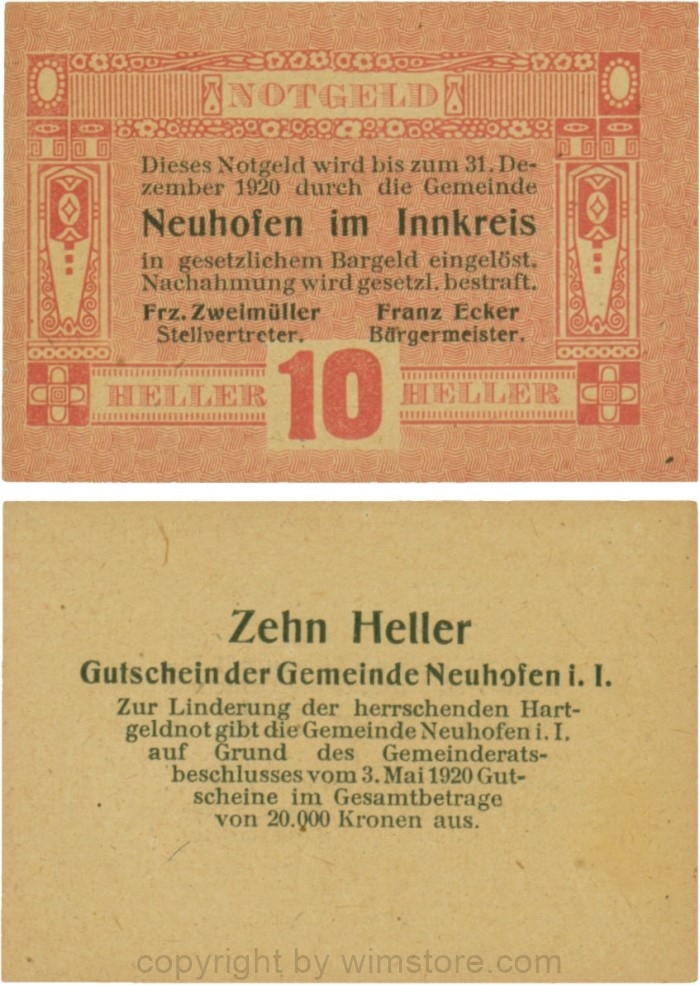 NOTGELD
Dieses Notgeld wird bis zum 31. De-
zember 1920 durch die Gemeinde
Neuhofen im Innkreis
in gesetzlichem Bargeld eingelöst.
Nachahmung wird gesetzl. bestraft.
Frz. Zweimüller Franz Ecker
Stellvertreter. Bürgermeister.
HELLER 10 HELLER
Zehn Heller
Gutschein der Gemeinde Neuhofen i. I.
Zur Linderung der herrschenden Hart-
geldnot gibt die Gemeinde Neuhofen i. I.
auf Grund des Gemeinderats-
beschlusses vom 3. Mai 1920 Gut-
scheine im Gesamtbetrage
von 20.000 Kronen aus.
copyright by wimstore.com